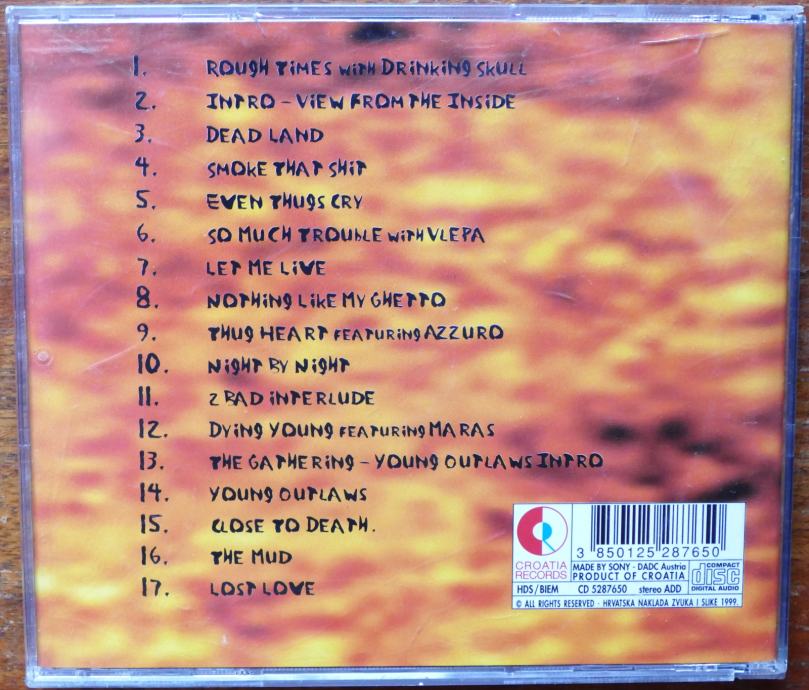 1. ROUGH TIMES WITH DRINKING SKULL
2. INTRO - VIEW FROM THE INSIDE
3. DEAD LAND
4. SMOKE THAT SHIT
5. EVEN THUGS CRY
6. SO MUCH TROUBLE WITH VLEPA
7. LET ME LIVE
8. NOTHING LIKE MY GHETTO
9. THUG HEART FEATURING AZZURO
10. NIGHT BY NIGHT
11. 2 BAD INTERLUDE
12. DYING YOUNG FEATURING MARAS
13. THE GATHERING - YOUNG OUTLAWS INTRO
14. YOUNG OUTLAWS
15. CLOSE TO DEATH.
16. THE MUD
17. LOST LOVE
CROATIA
RECORDS
3 850125 287650
MADE BY SONY - DADC Austria
PRODUCT OF CROATIA
COMPACT
disc
DIGITAL AUDIO
HDS/BIEM CD 5287650 stereo ADD
© ALL RIGHTS RESERVED - HRVATSKA NAKLADA ZVUKA I SLIKE 1999.